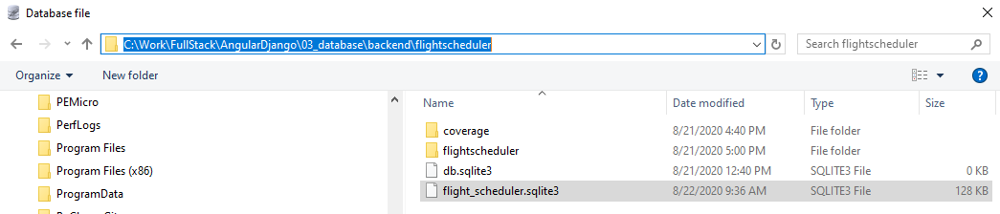 Database file
C:\Work\FullStack\AngularDjango\03_database\backend\flightscheduler
Search flightscheduler
Organize
New folder
?
PEMicro
PerfLogs
Program Files
Program Files (x86)
ProgramData
Name Date modified Type Size
coverage 8/21/2020 4:40 PM File folder
flightscheduler 8/21/2020 5:00 PM File folder
db.sqlite3 8/21/2020 12:40 PM SQLITE3 File 0 KB
flight_scheduler.sqlite3 8/22/2020 9:36 AM SQLITE3 File 128 KB